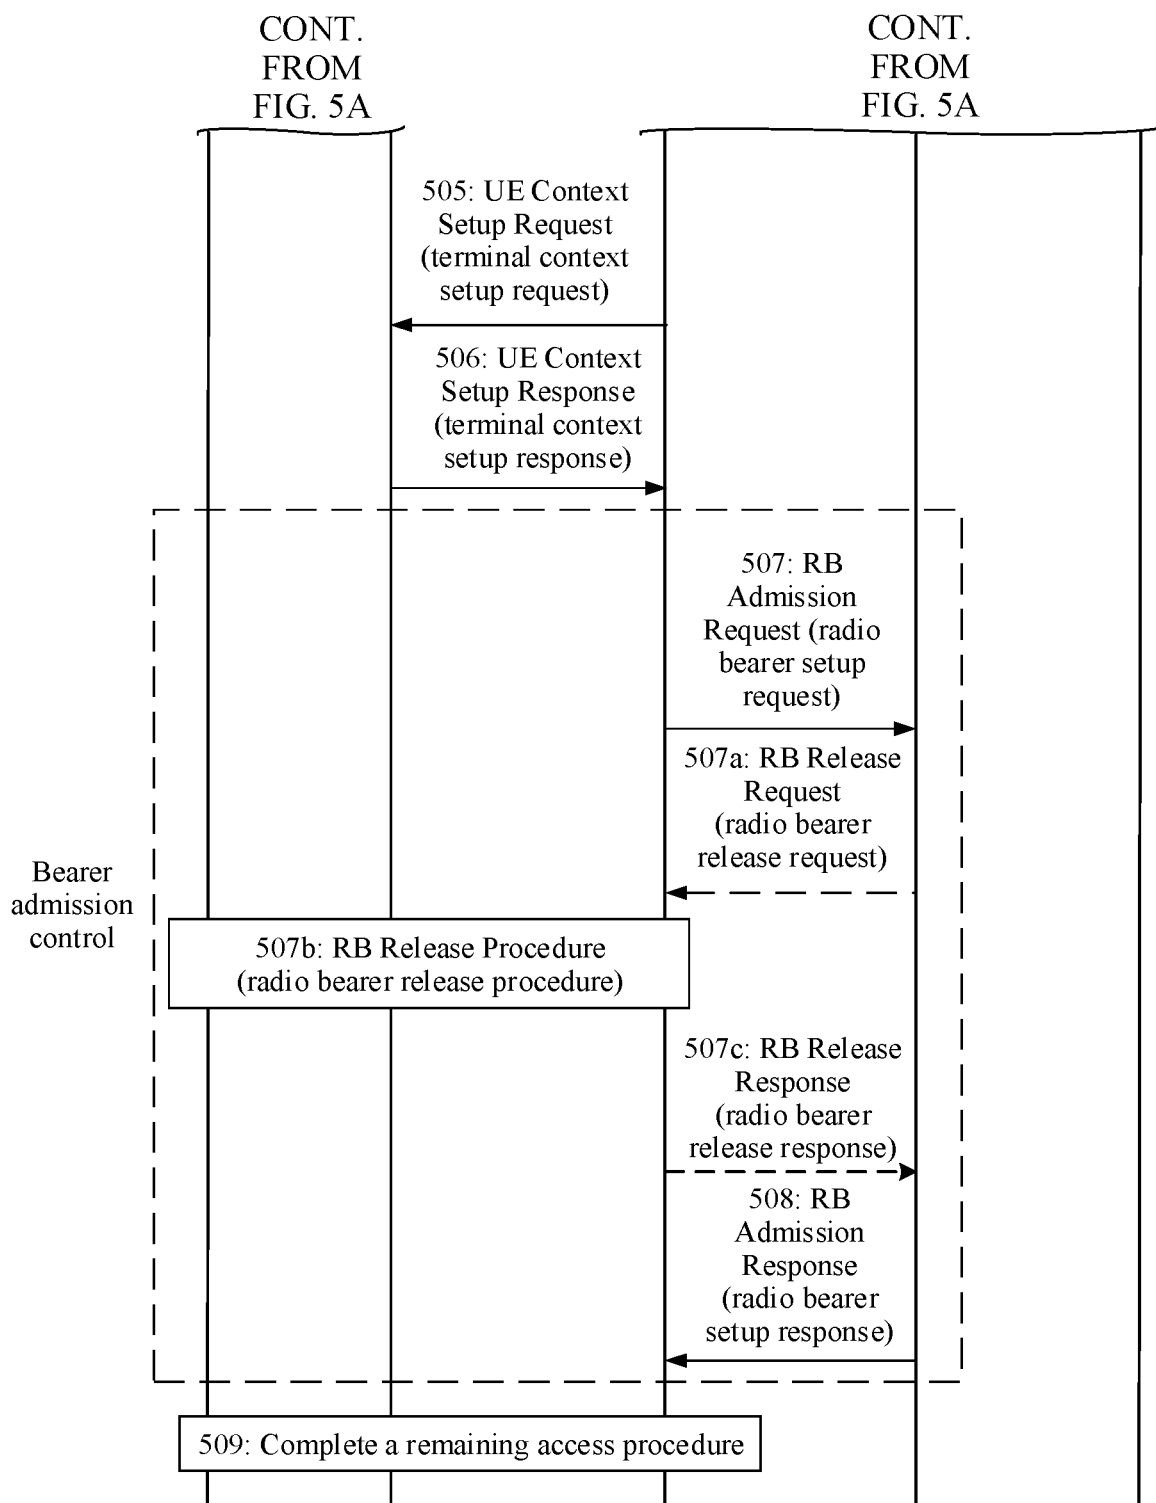 CONT.
FROM
FIG. 5A
CONT.
FROM
FIG. 5A
505: UE Context
Setup Request
(terminal context
setup request)
506: UE Context
Setup Response
(terminal context
setup response)
507: RB
Admission
Request (radio
bearer setup
request)
507a: RB Release
Request
(radio bearer
release request)
Bearer
admission
control
507b: RB Release Procedure
(radio bearer release procedure)
507c: RB Release
Response
(radio bearer
release response)
508: RB
Admission
Response
(radio bearer
setup response)
509: Complete a remaining access procedure